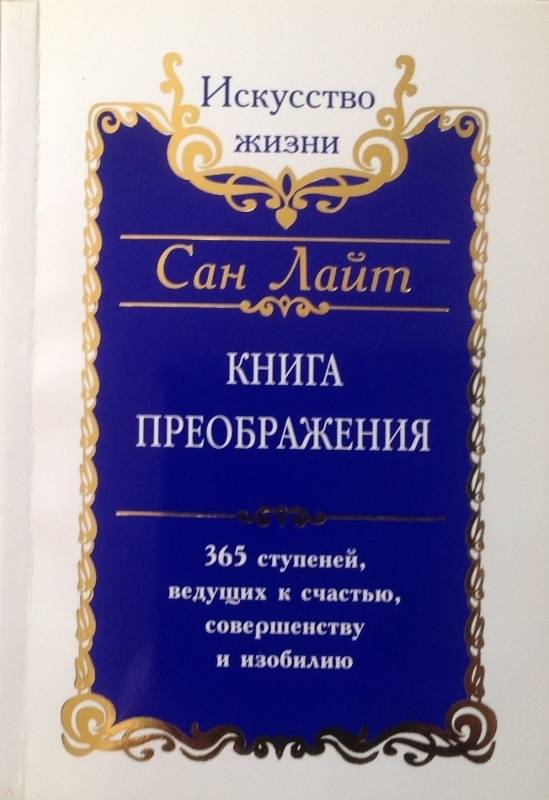 Искусство
жизни
Сан Лайт
КНИГА
ПРЕОБРАЖЕНИЯ
365 ступеней,
ведущих к счастью,
совершенству
и изобилию